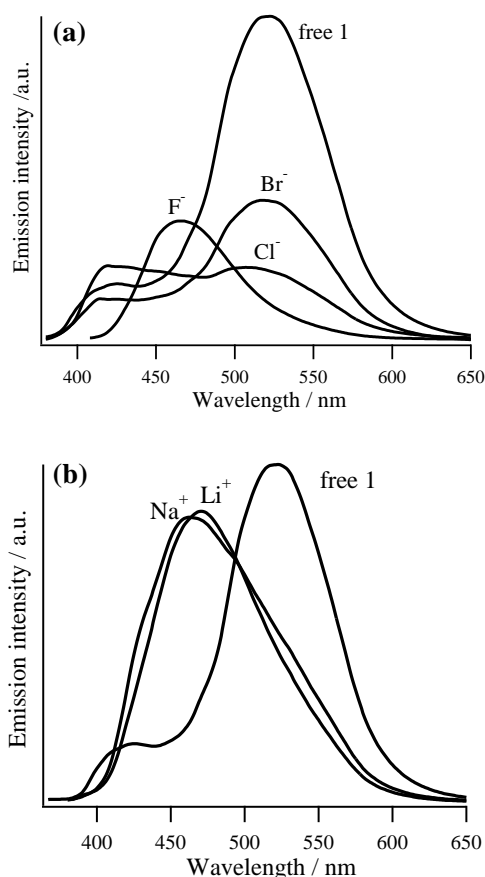 (a)
free 1
Br-
F-
Cl-
Emission intensity /a.u.
400 450 500 550 600 650
Wavelength / nm
(b)
free 1
Na+ Li+
Emission intensity / a.u.
400 450 500 550 600 650
Wavelength / nm